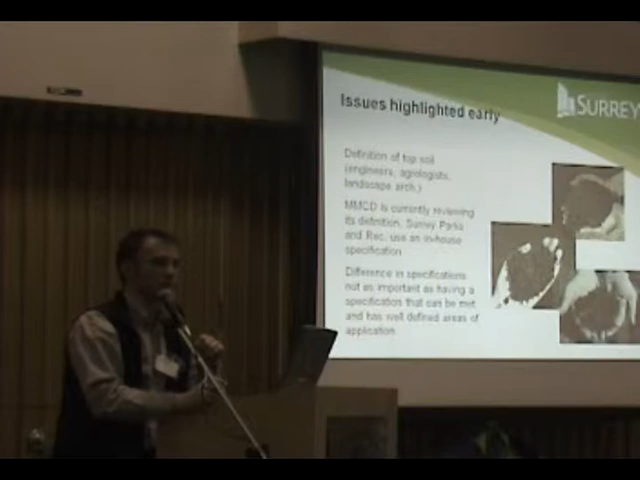 Issues highlighted early
SURREY
Definition of top soil
(engineers, agrologists,
landscape arch.)
MMCD is currently reviewing
its definition, Surrey Parks
and Rec. use an in-house
specification
Difference in specifications
not as important as having a
specification that can be met
and has well defined areas of
application